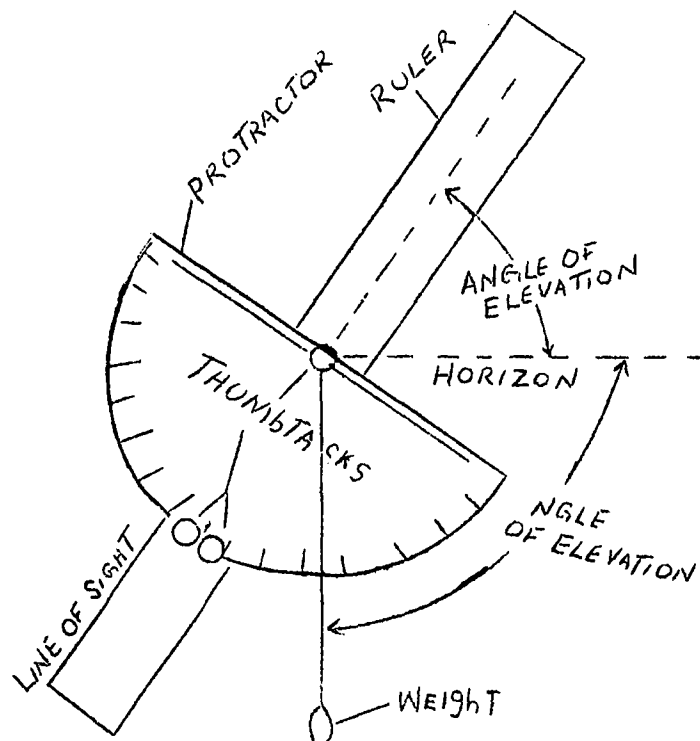 RULER
PROTRACTOR
ANGLE OF
ELEVATION
HORIZON
THUMBTACKS
NGLE
OF ELEVATION
LINE OF SIGHT
WEIGHT